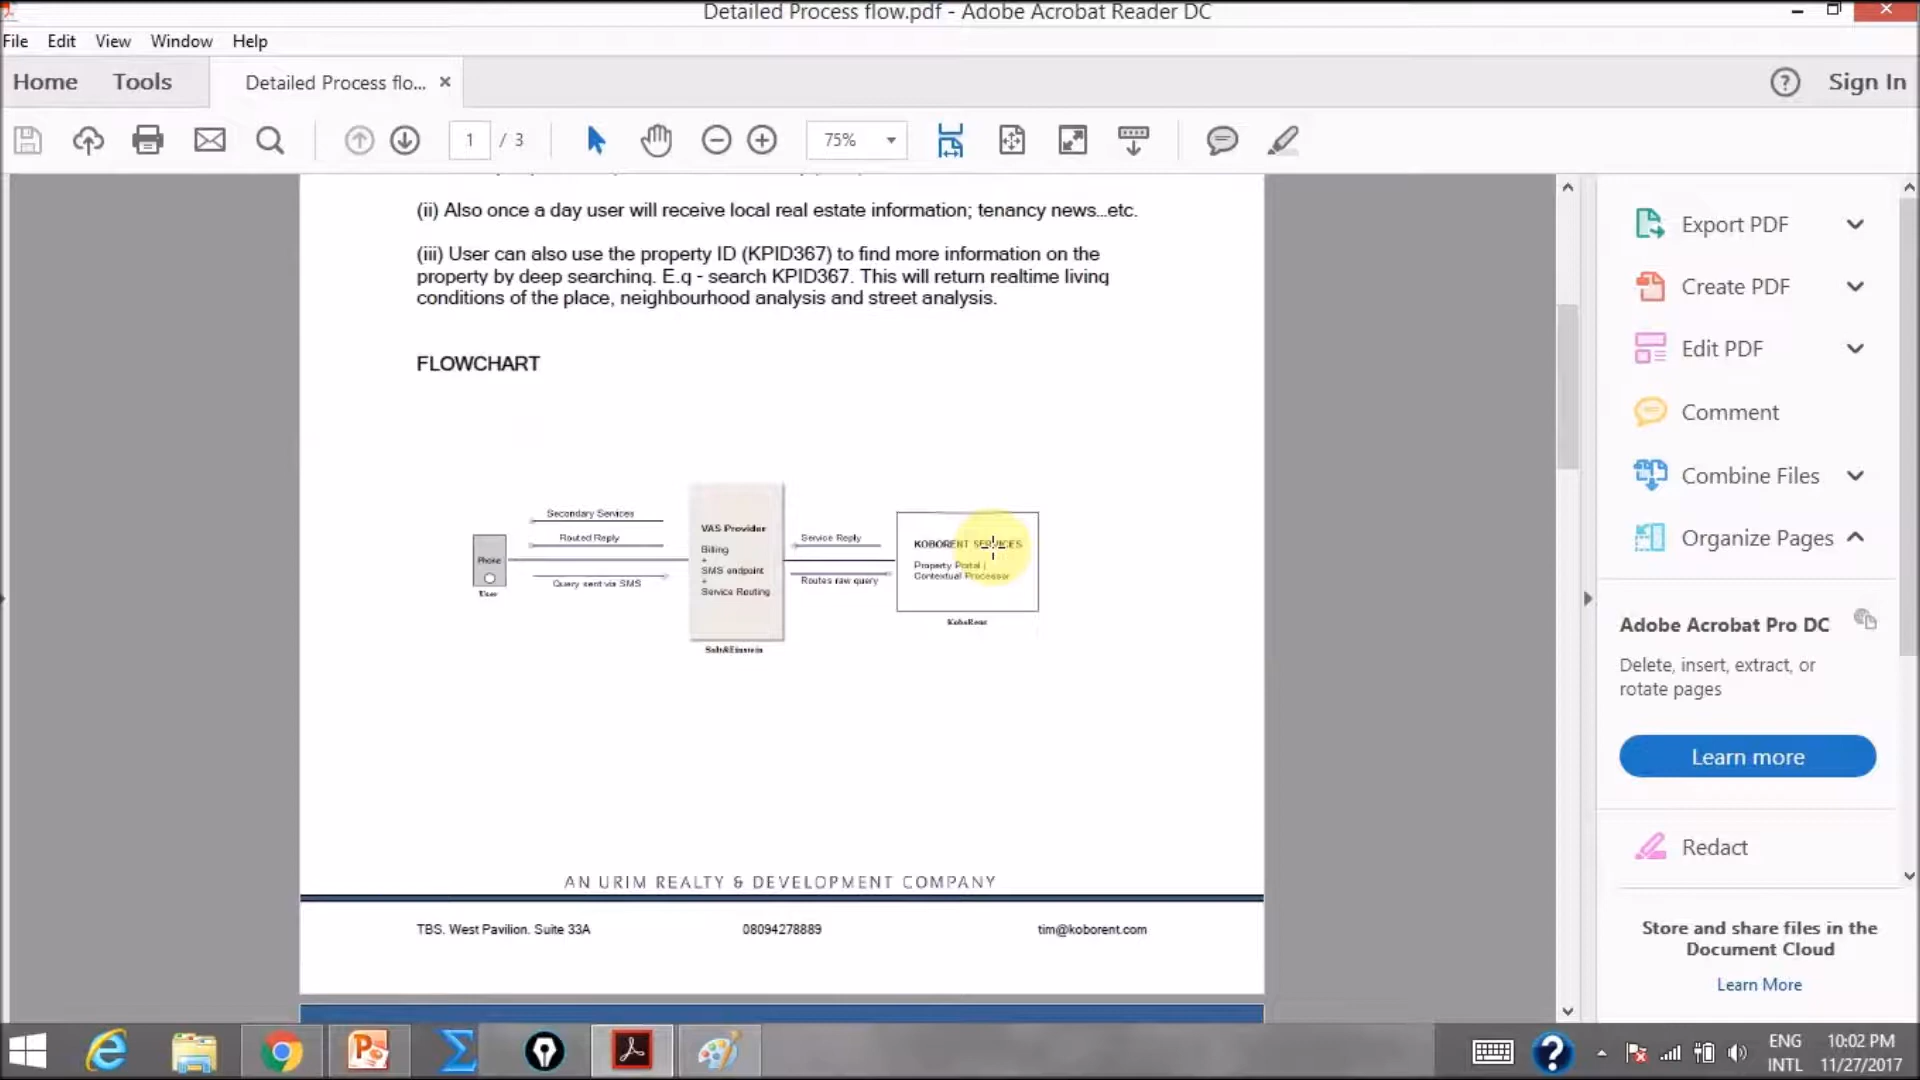 Detailed Process flow.pdf - Adobe Acrobat Reader DC
File Edit View Window Help
Home Tools Detailed Process flo... × Sign In
1 / 3 75%
(ii) Also once a day user will receive local real estate information; tenancy news...etc.
(iii) User can also use the property ID (KPID367) to find more information on the
property by deep searching. E.g - search KPID367. This will return realtime living
conditions of the place, neighbourhood analysis and street analysis.
FLOWCHART
Secondary Services
Routed Reply
Query sent via SMS
Phone
User
VAS Provider
Billing
+
SMS endpoint
+
Service Routing
Salt&Einstein
Service Reply
Routes raw query
KOBORENT SERVICES
Property Portal |
Contextual Processor
KoboRent
AN URIM REALTY & DEVELOPMENT COMPANY
TBS. West Pavilion. Suite 33A 08094278889 tim@koborent.com
Export PDF
Create PDF
Edit PDF
Comment
Combine Files
Organize Pages
Adobe Acrobat Pro DC
Delete, insert, extract, or
rotate pages
Learn more
Redact
Store and share files in the
Document Cloud
Learn More
ENG 10:02 PM
INTL 11/27/2017